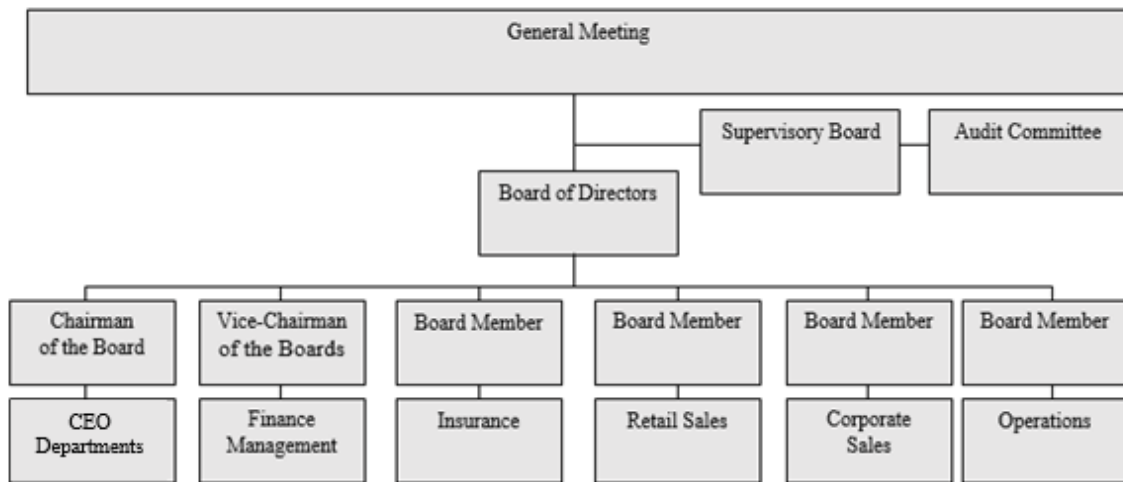 General Meeting
Supervisory Board
Audit Committee
Board of Directors
Chairman
of the Board
Vice-Chairman
of the Boards
Board Member
Board Member
Board Member
Board Member
CEO
Departments
Finance
Management
Insurance
Retail Sales
Corporate
Sales
Operations